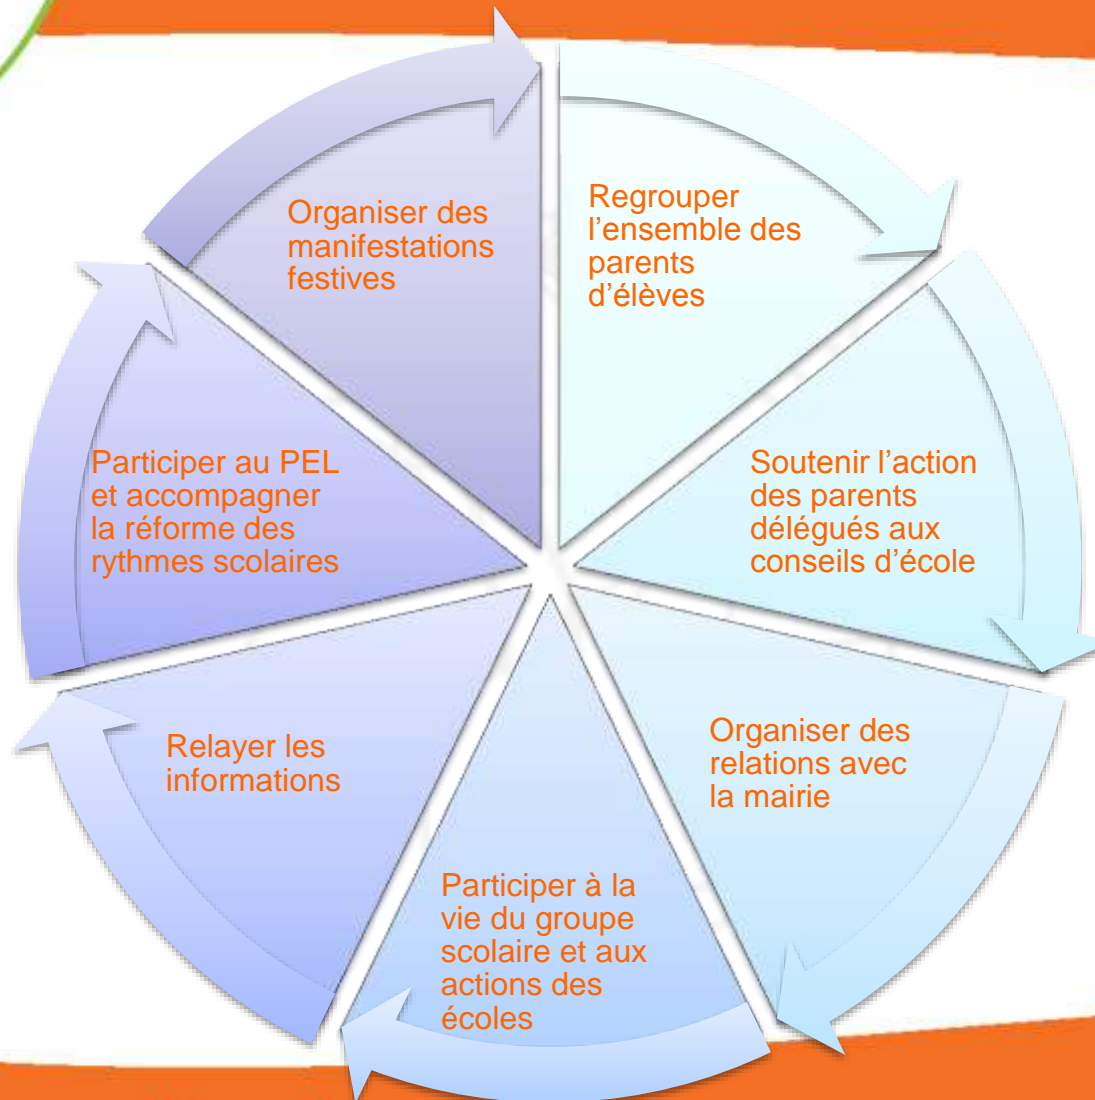 Regrouper
l’ensemble des
parents
d’élèves
Soutenir l’action
des parents
délégués aux
conseils d’école
Organiser des
relations avec
la mairie
Participer à la
vie du groupe
scolaire et aux
actions des
écoles
Relayer les
informations
Participer au PEL
et accompagner
la réforme des
rythmes scolaires
Organiser des
manifestations
festives